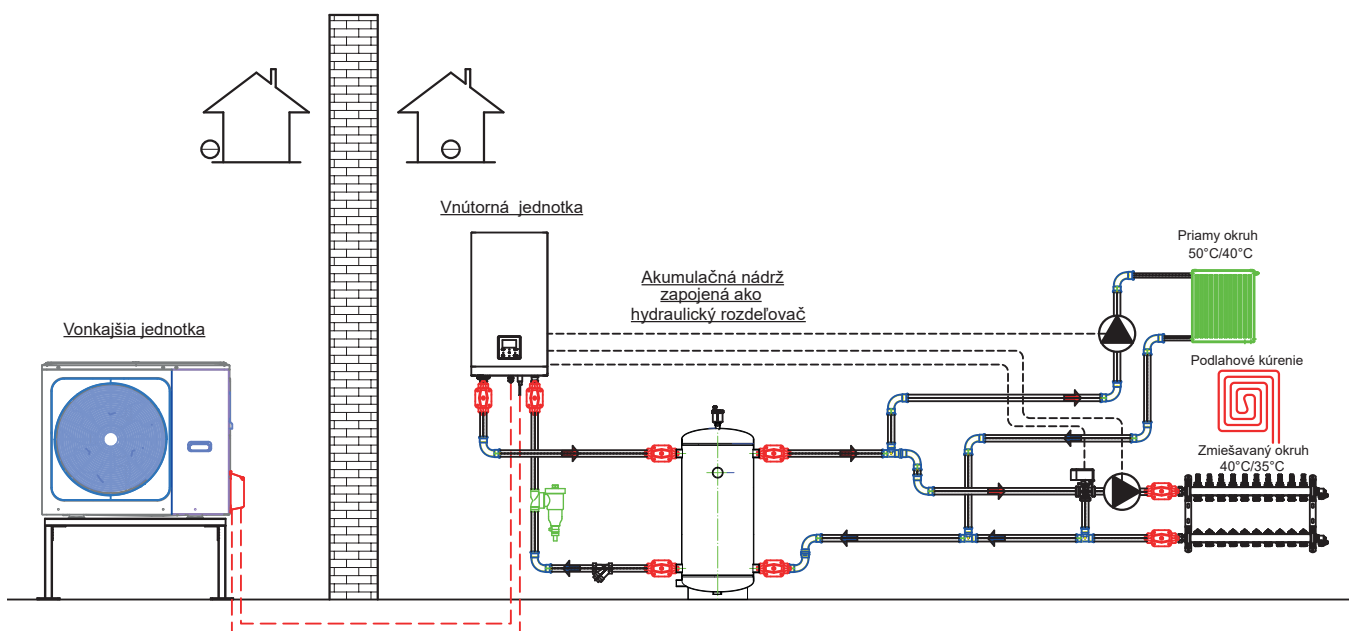 Vnútorná jednotka
Akumulačná nádrž
zapojená ako
hydraulický rozdeľovač
Vonkajšia jednotka
Priamy okruh
50°C/40°C
Podlahové kúrenie
Zmiešavaný okruh
40°C/35°C